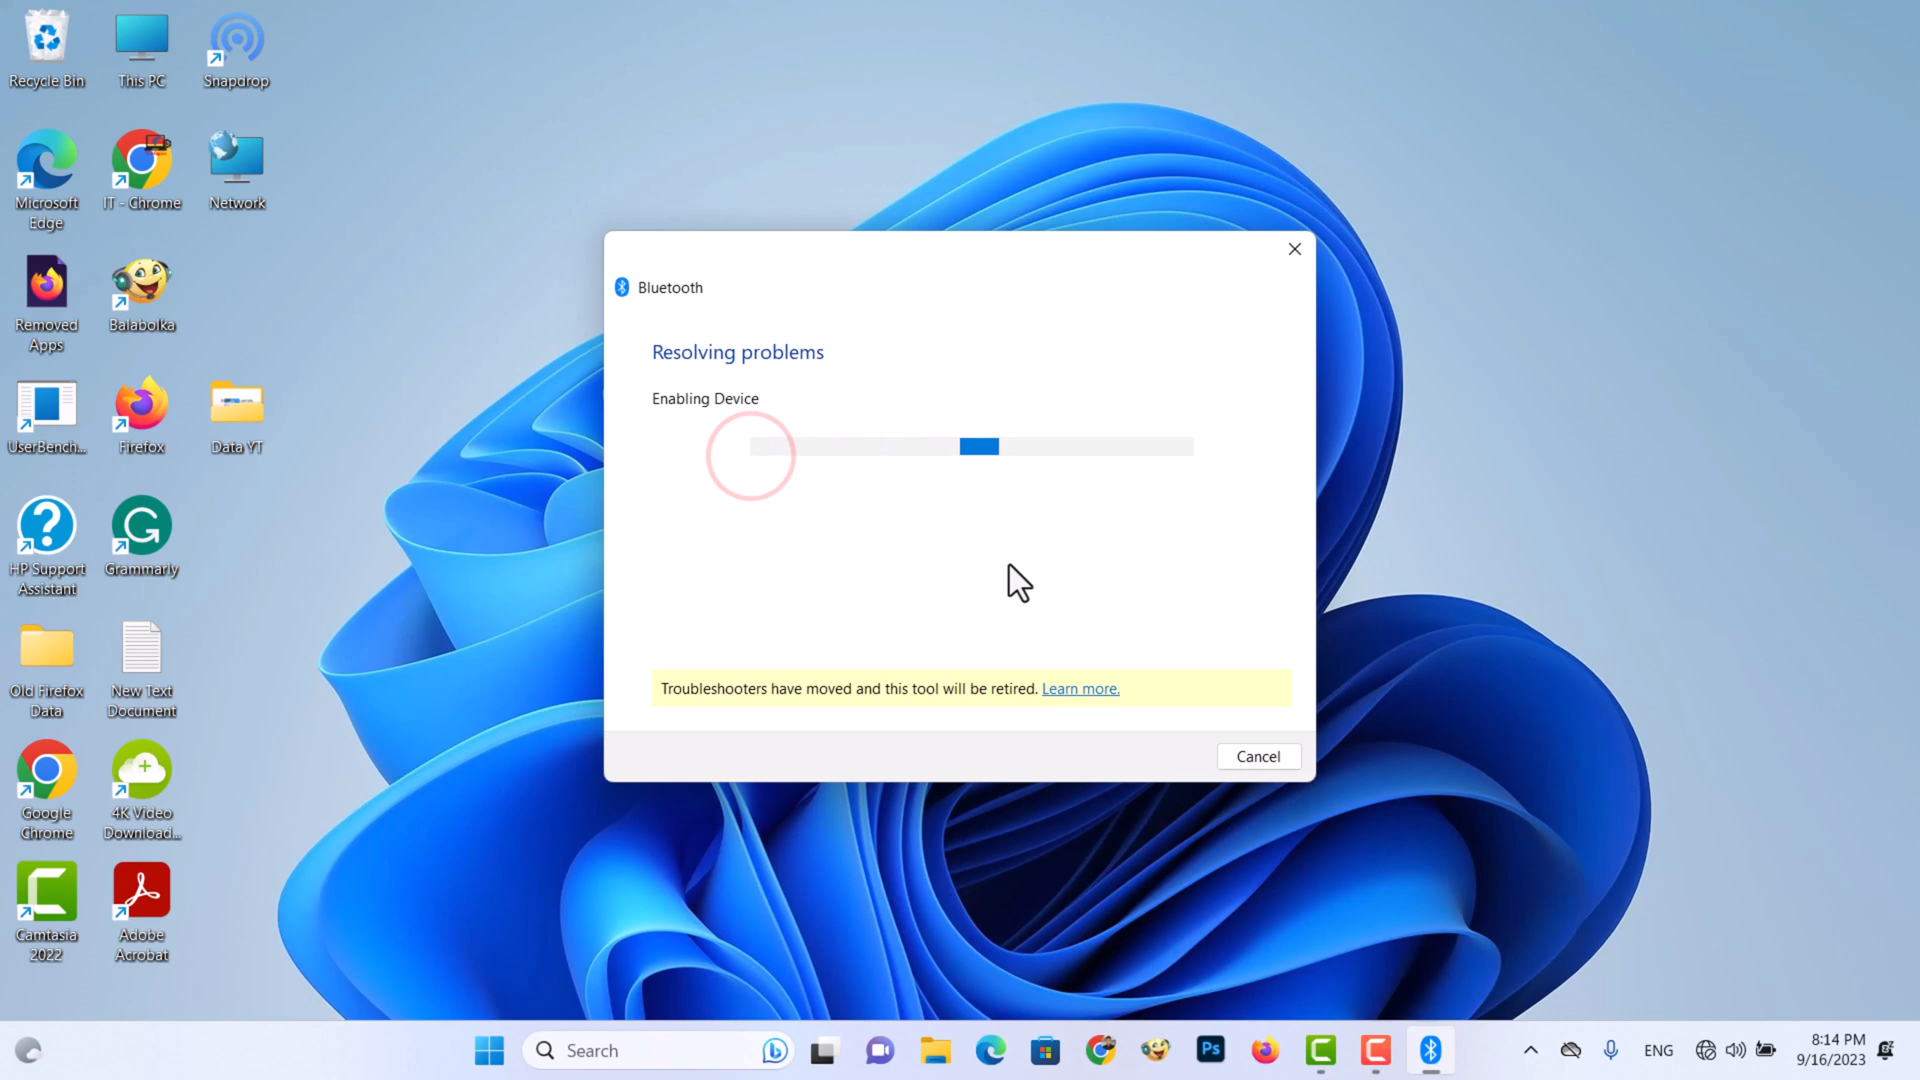 Recycle Bin
This PC
Snapdrop
Microsoft
Edge
IT - Chrome
Network
Removed
Apps
Balabolka
UserBench...
Firefox
Data YT
HP Support
Assistant
Grammarly
Old Firefox
Data
New Text
Document
Google
Chrome
4K Video
Download...
Camtasia
2022
Adobe
Acrobat
Bluetooth
Resolving problems
Enabling Device
Troubleshooters have moved and this tool will be retired. Learn more.
Cancel
Search
Ps
ENG
8:14 PM
9/16/2023